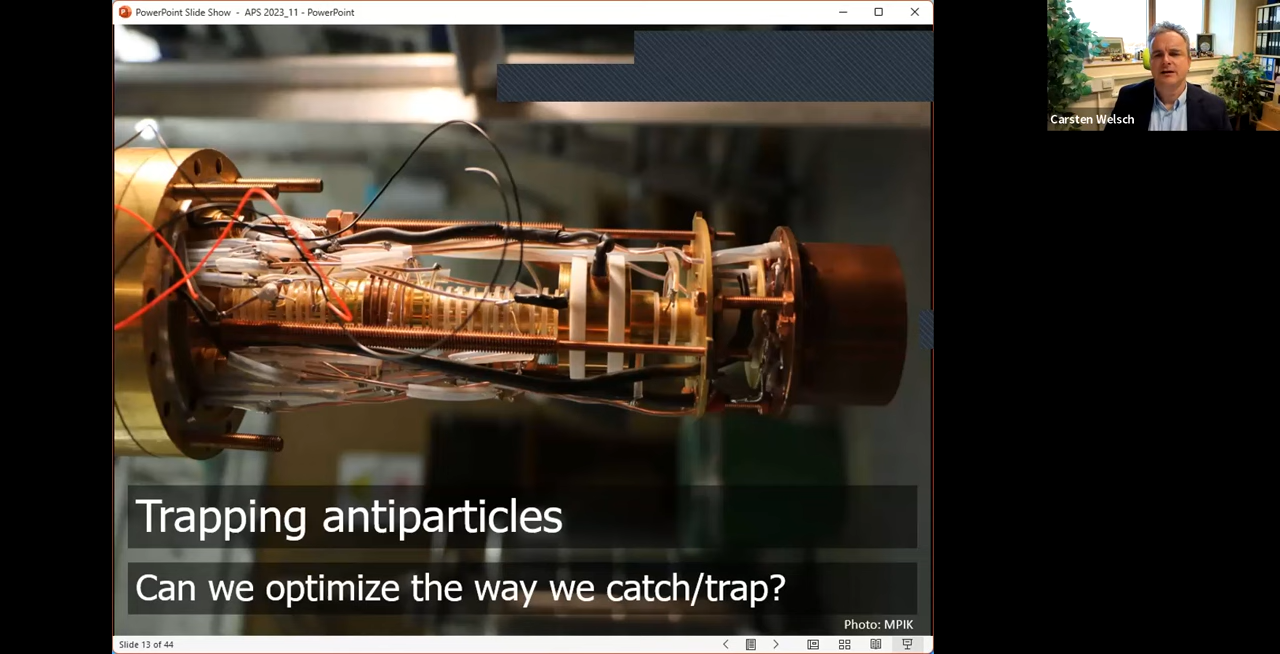 PowerPoint Slide Show - APS 2023_11 - PowerPoint
Carsten Welsch
Trapping antiparticles
Can we optimize the way we catch/trap?
Photo: MPIK
Slide 13 of 44